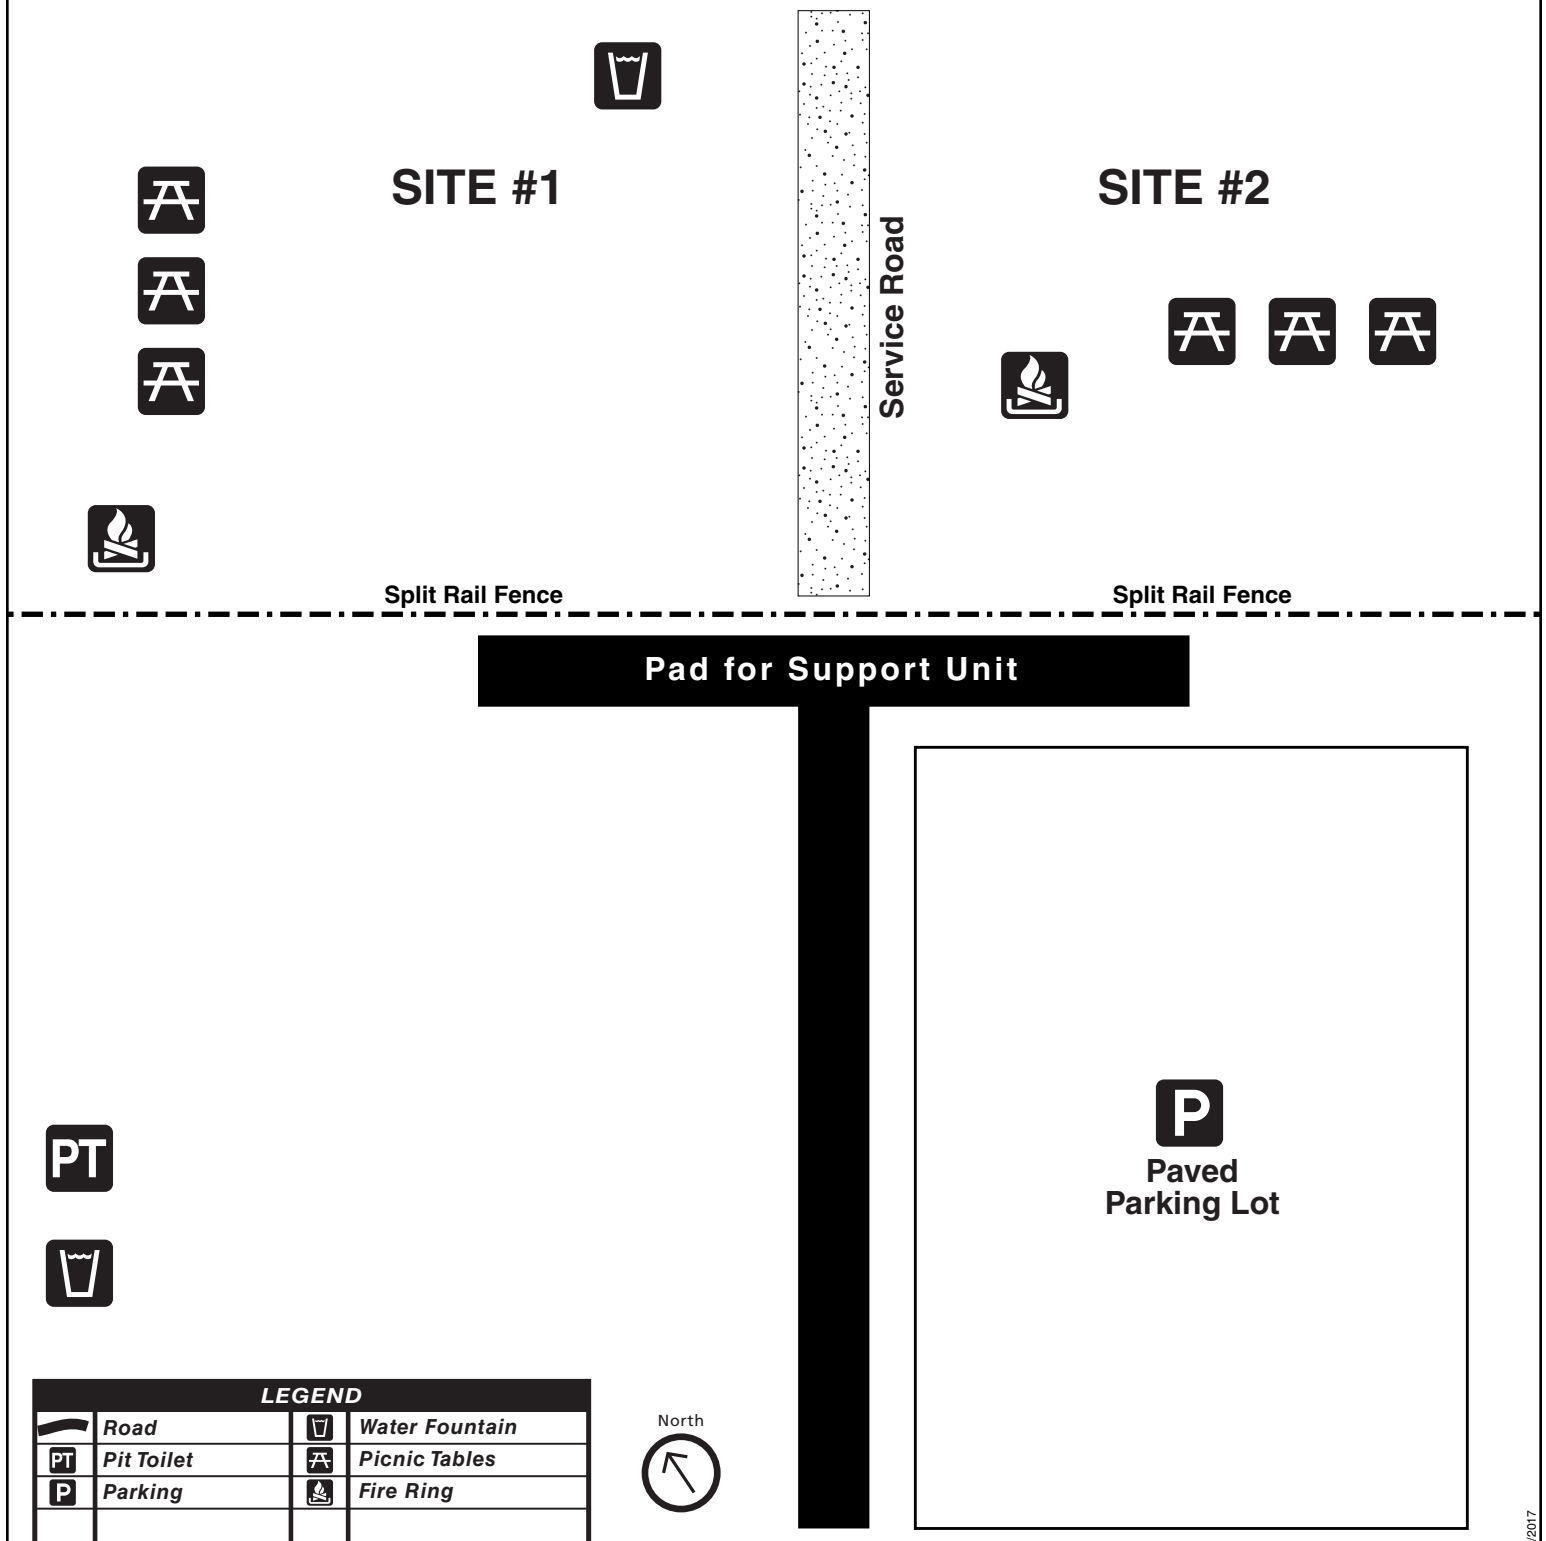 SITE #1
SITE #2
Service Road
Split Rail Fence
Split Rail Fence
Pad for Support Unit
PT
P
Paved
Parking Lot
LEGEND
Road
Water Fountain
PT
Pit Toilet
Picnic Tables
P
Parking
Fire Ring
North
/2017